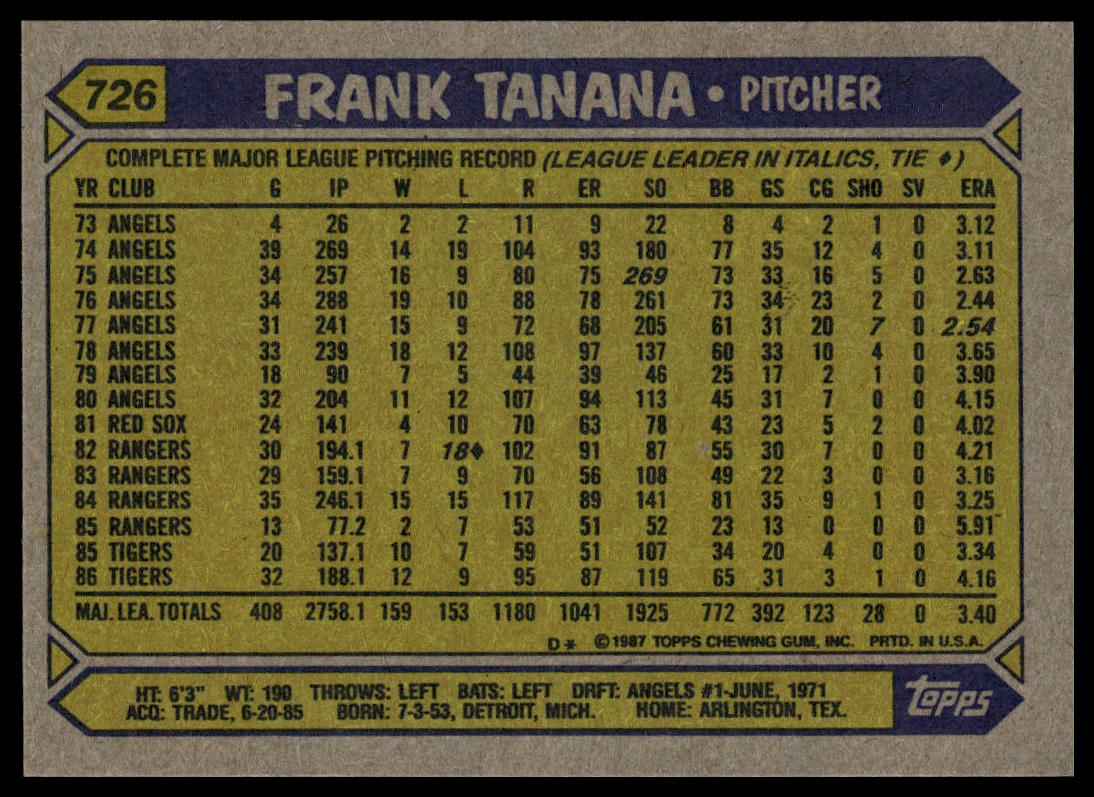 726 FRANK TANANA • PITCHER
COMPLETE MAJOR LEAGUE PITCHING RECORD (LEAGUE LEADER IN ITALICS, TIE ♦)
YR CLUB G IP W L R ER SO BB GS CG SHO SV ERA
73 ANGELS 4 26 2 2 11 9 22 8 4 2 1 0 3.12
74 ANGELS 39 269 14 19 104 93 180 77 35 12 4 0 3.11
75 ANGELS 34 257 16 9 80 75 269 73 33 16 5 0 2.63
76 ANGELS 34 288 19 10 88 78 261 73 34 23 2 0 2.44
77 ANGELS 31 241 15 9 72 68 205 61 31 20 7 0 2.54
78 ANGELS 33 239 18 12 108 97 137 60 33 10 4 0 3.65
79 ANGELS 18 90 7 5 44 39 46 25 17 2 1 0 3.90
80 ANGELS 32 204 11 12 107 94 113 45 31 7 0 0 4.15
81 RED SOX 24 141 4 10 70 63 78 43 23 5 2 0 4.02
82 RANGERS 30 194.1 7 18♦ 102 91 87 55 30 7 0 0 4.21
83 RANGERS 29 159.1 7 9 70 56 108 49 22 3 0 0 3.16
84 RANGERS 35 246.1 15 15 117 89 141 81 35 9 1 0 3.25
85 RANGERS 13 77.2 2 7 53 51 52 23 13 0 0 0 5.91
85 TIGERS 20 137.1 10 7 59 51 107 34 20 4 0 0 3.34
86 TIGERS 32 188.1 12 9 95 87 119 65 31 3 1 0 4.16
MAJ. LEA. TOTALS 408 2758.1 159 153 1180 1041 1925 772 392 123 28 0 3.40
D* ©1987 TOPPS CHEWING GUM, INC. PRTD. IN U.S.A.
HT: 6'3" WT: 190 THROWS: LEFT BATS: LEFT DRFT: ANGELS #1-JUNE, 1971
ACQ: TRADE, 6-20-85 BORN: 7-3-53, DETROIT, MICH. HOME: ARLINGTON, TEX.
topps